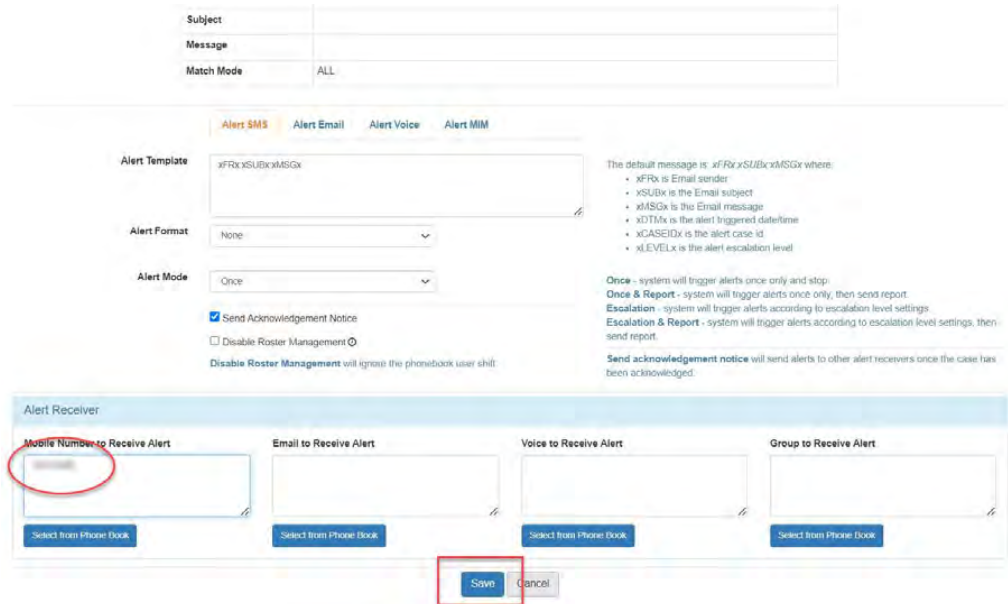 Subject
Message
Match Mode ALL
Alert SMS Alert Email Alert Voice Alert MIM
Alert Template xFRx:xSUBx:xMSGx
The default message is: xFRx:xSUBx:xMSGx where:
• xFRx is Email sender
• xSUBx is the Email subject
• xMSGx is the Email message
• xDTMx is the alert triggered date/time
• xCASEIDx is the alert case id
• xLEVELx is the alert escalation level
Alert Format None
Alert Mode Once
Once - system will trigger alerts once only and stop.
Once & Report - system will trigger alerts once only, then send report.
Escalation - system will trigger alerts according to escalation level settings.
Escalation & Report - system will trigger alerts according to escalation level settings, then
send report.
Send Acknowledgement Notice
Disable Roster Management
Disable Roster Management will ignore the phonebook user shift.
Send acknowledgement notice will send alerts to other alert receivers once the case has
been acknowledged.
Alert Receiver
Mobile Number to Receive Alert Email to Receive Alert Voice to Receive Alert Group to Receive Alert
Select from Phone Book Select from Phone Book Select from Phone Book Select from Phone Book
Save Cancel